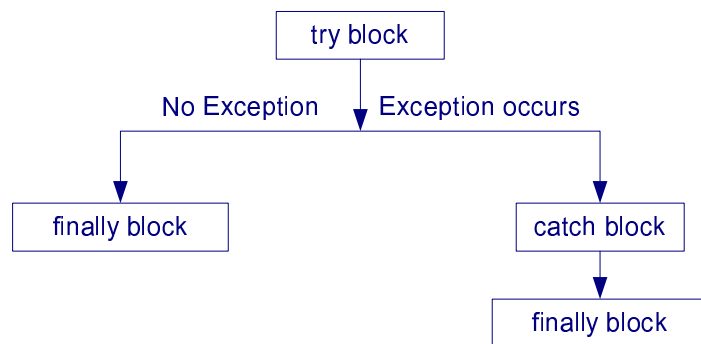 try block
No Exception
Exception occurs
finally block
catch block
finally block